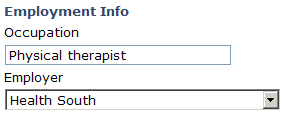 Employment Info
Occupation
Physical therapist
Employer
Health South